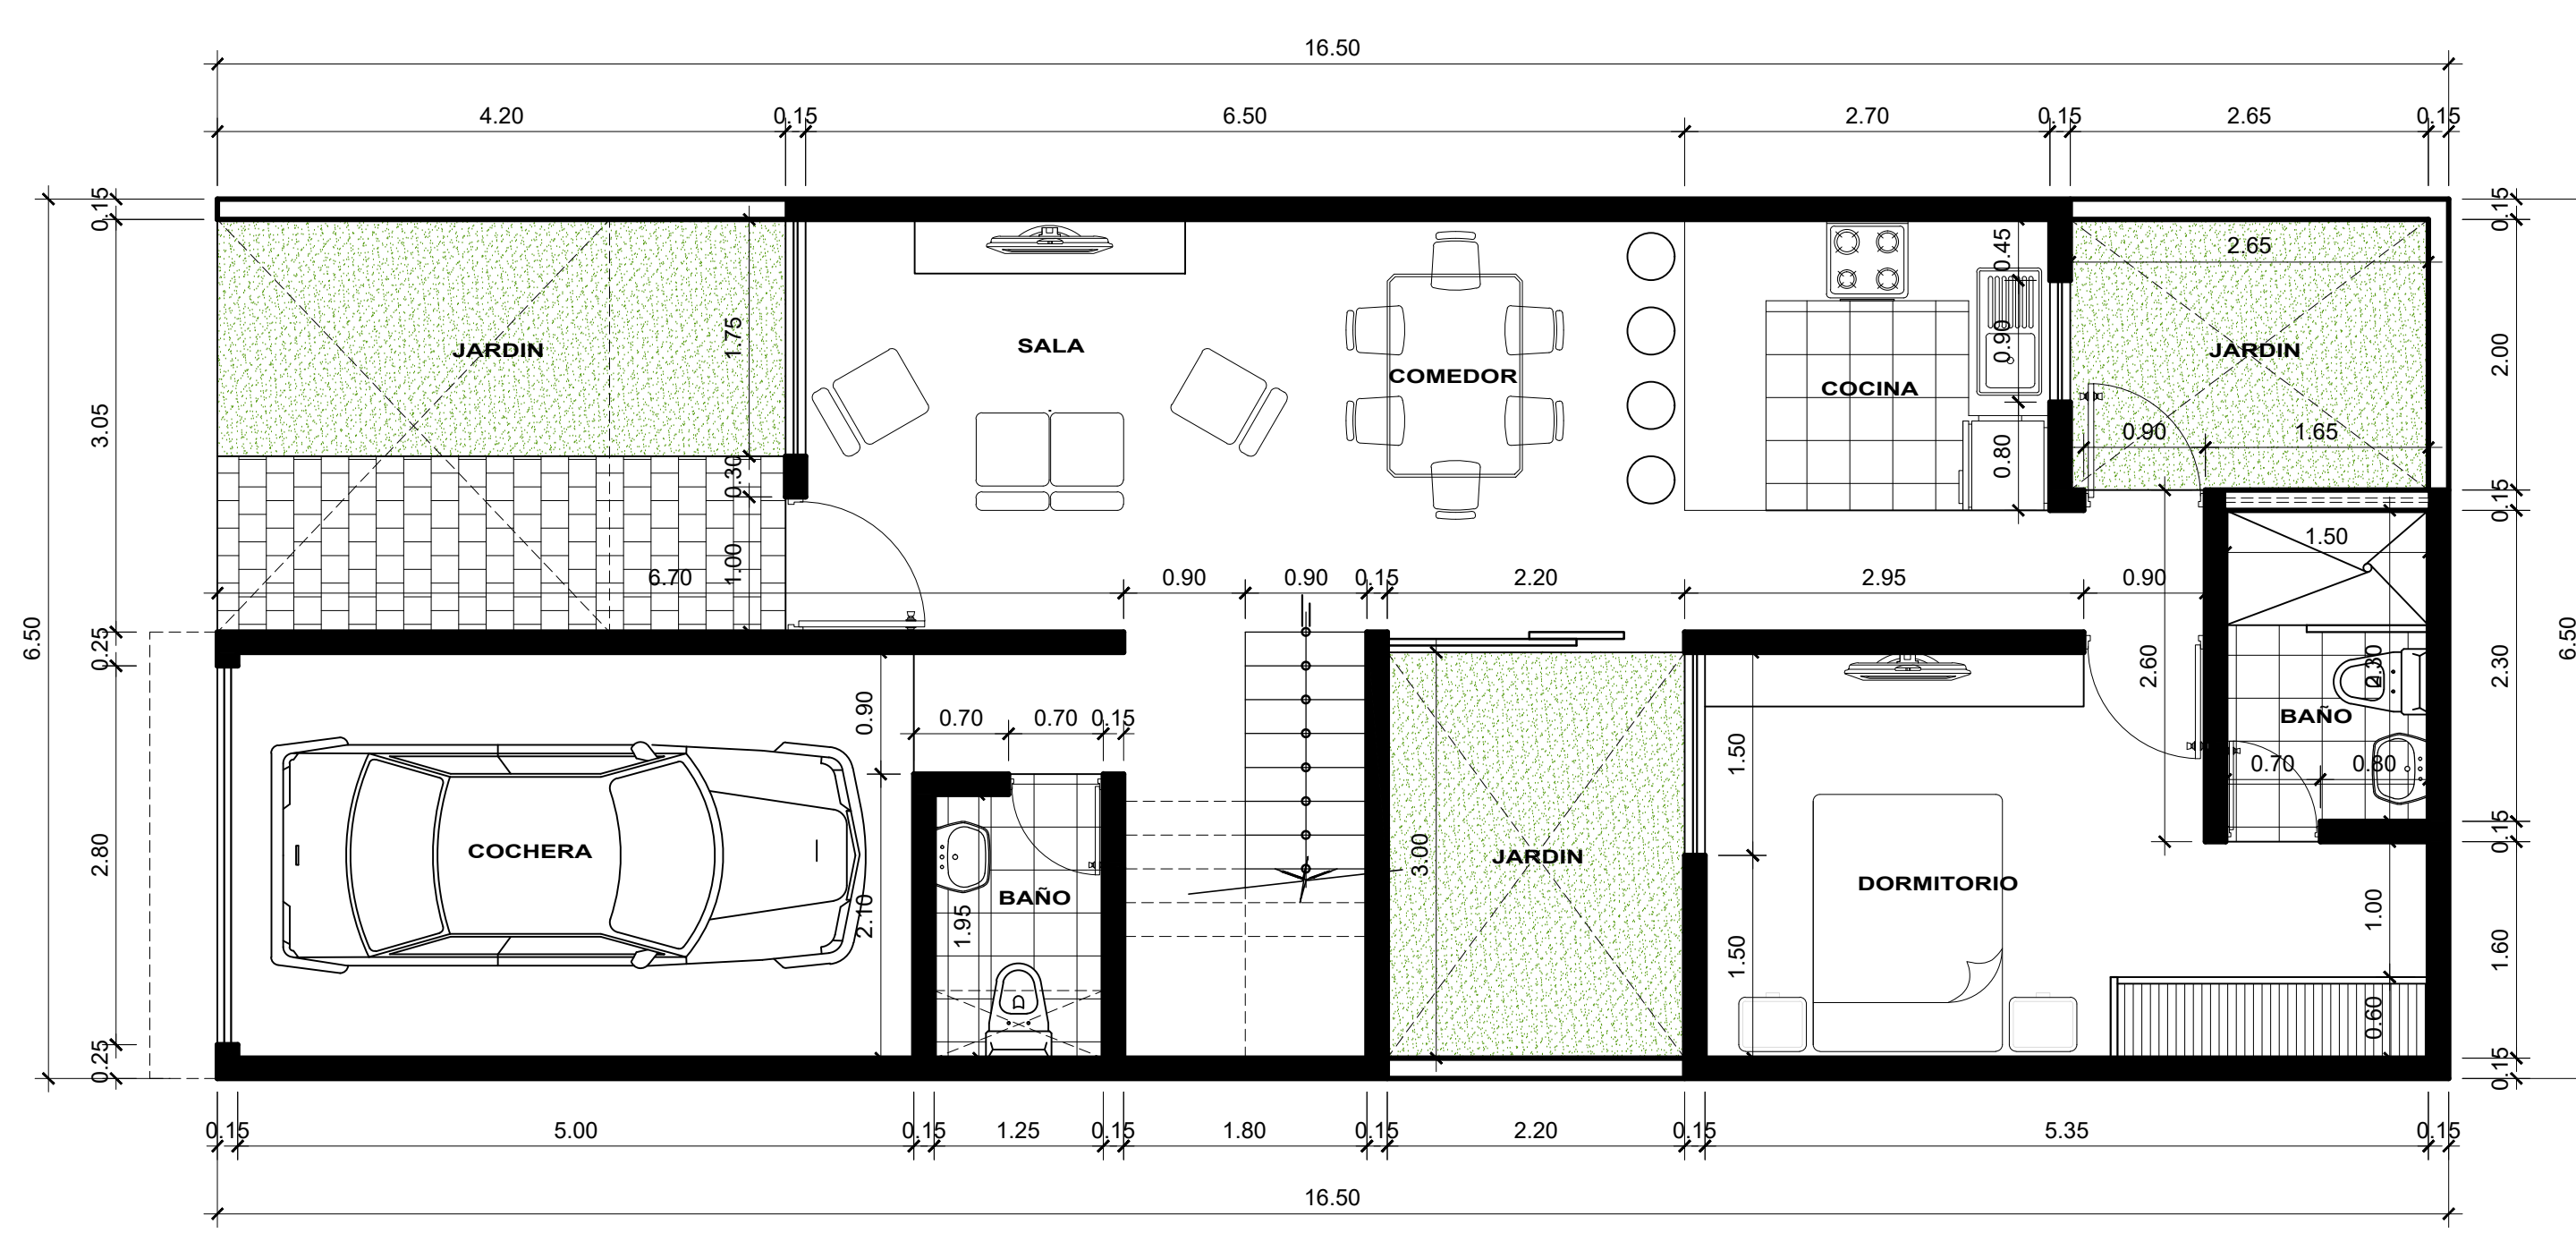 16.50
4.20 0.15 6.50 2.70 0.15 2.65 0.15
0.15 0.15
0.45 2.65
1.75 JARDIN SALA COMEDOR COCINA 0.90 JARDIN 2.00
3.05 0.30 0.80 0.90 1.65
0.15
1.00 1.50
6.70 0.90 0.90 0.15 2.20 2.95 0.90
6.50 6.50
0.25 2.60 2.30 2.30
0.90 0.70 0.70 0.15 BAÑO
1.50 0.70 0.80
0.15
2.80 COCHERA 3.00 JARDIN DORMITORIO
2.10 1.95 BAÑO 1.00
1.50 1.60
0.60
0.25 0.15
0.15 5.00 0.15 1.25 0.15 1.80 0.15 2.20 0.15 5.35 0.15
16.50